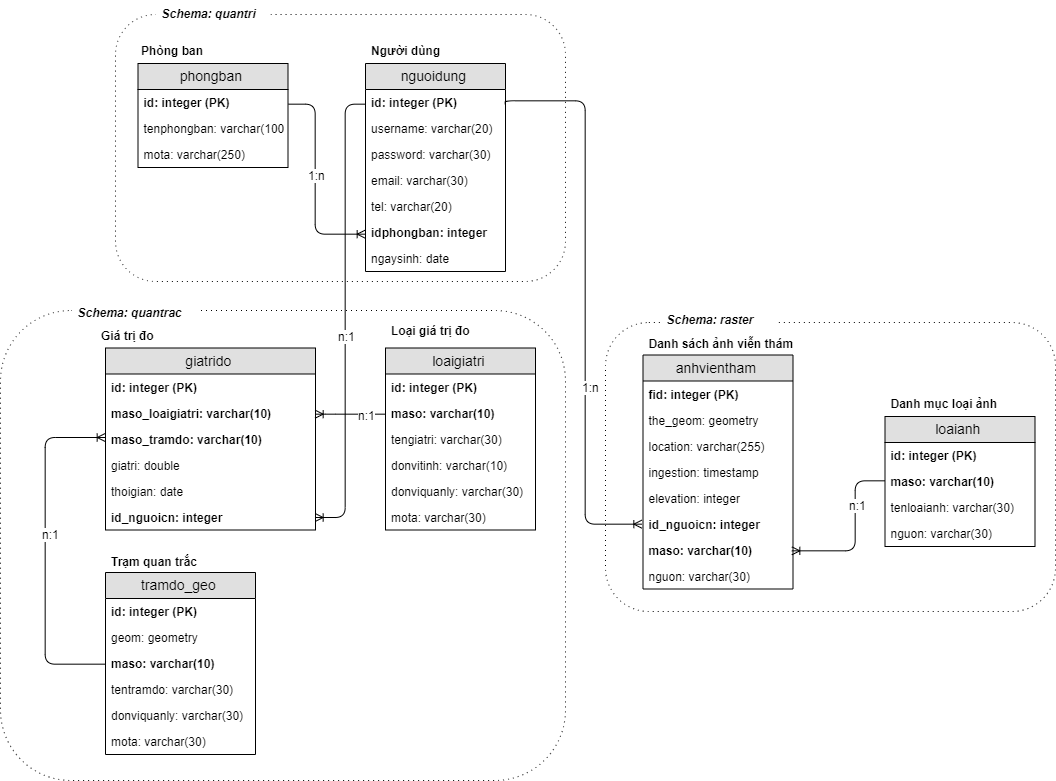 Schema: quantri
Phòng ban
phongban
id: integer (PK)
tenphongban: varchar(100
mota: varchar(250)
Người dùng
nguoidung
id: integer (PK)
username: varchar(20)
password: varchar(30)
email: varchar(30)
tel: varchar(20)
idphongban: integer
ngaysinh: date
1:n
Schema: quantrac
Giá trị đo
giatrido
id: integer (PK)
maso_loaigiatri: varchar(10)
maso_tramdo: varchar(10)
giatri: double
thoigian: date
id_nguoicn: integer
n:1
Loại giá trị đo
loaigiatri
id: integer (PK)
maso: varchar(10)
tengiatri: varchar(30)
donvitinh: varchar(10)
donviquanly: varchar(30)
mota: varchar(30)
n:1
n:1
Trạm quan trắc
tramdo_geo
id: integer (PK)
geom: geometry
maso: varchar(10)
tentramdo: varchar(30)
donviquanly: varchar(30)
mota: varchar(30)
1:n
Schema: raster
Danh sách ảnh viễn thám
anhvientham
fid: integer (PK)
the_geom: geometry
location: varchar(255)
ingestion: timestamp
elevation: integer
id_nguoicn: integer
maso: varchar(10)
nguon: varchar(30)
n:1
Danh mục loại ảnh
loaianh
id: integer (PK)
maso: varchar(10)
tenloaianh: varchar(30)
nguon: varchar(30)